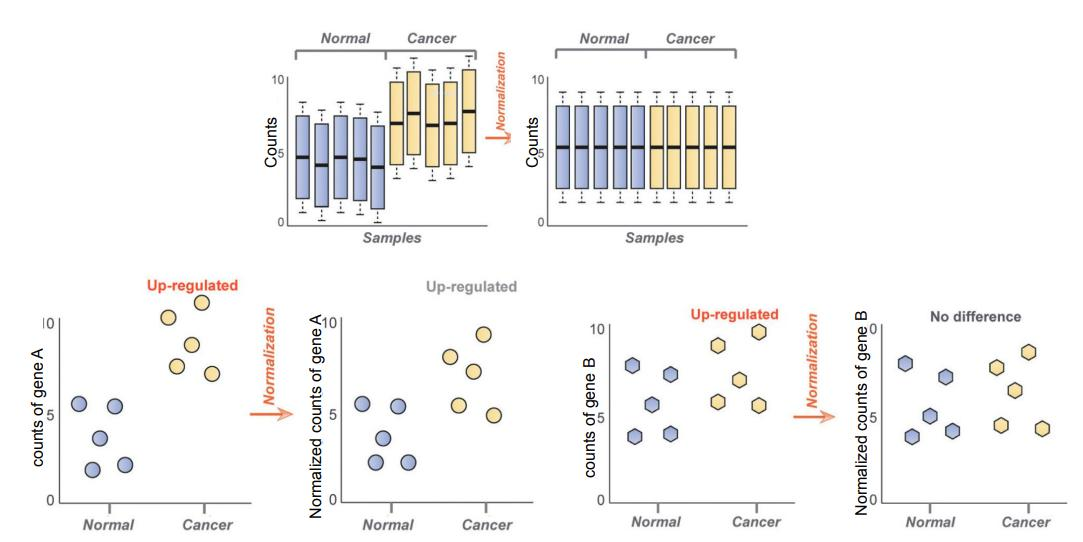 Normal Cancer
Counts
10
5
0
Samples
Normalization
Normal Cancer
Counts
10
5
0
Samples
Up-regulated
counts of gene A
10
5
0
Normal Cancer
Normalization
Up-regulated
Normalized counts of gene A
10
5
0
Normal Cancer
Up-regulated
counts of gene B
10
5
0
Normal Cancer
Normalization
No difference
Normalized counts of gene B
0
5
0
Normal Cancer